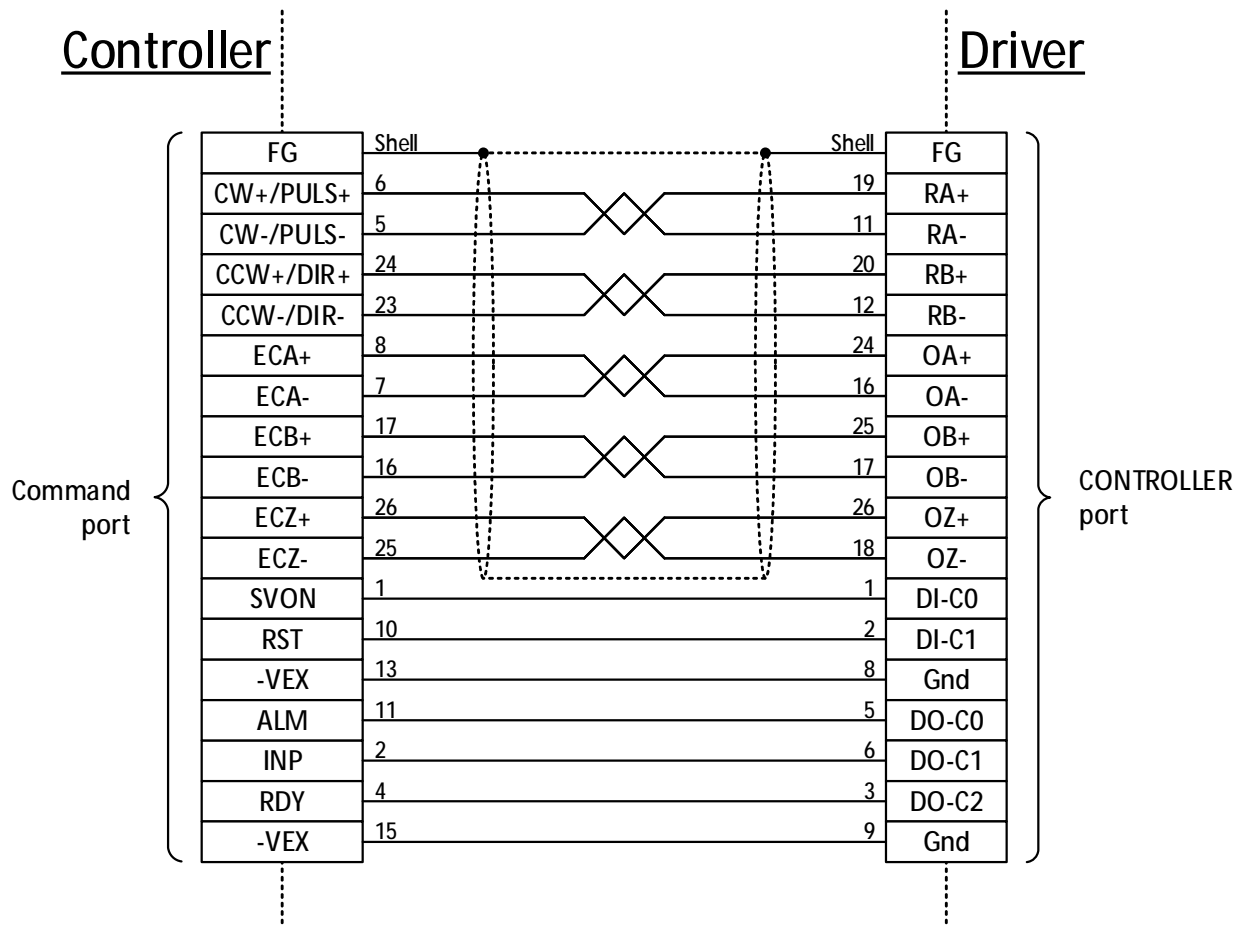 Controller Driver
FG Shell Shell FG
CW+/PULS+ 6 19 RA+
CW-/PULS- 5 11 RA-
CCW+/DIR+ 24 20 RB+
CCW-/DIR- 23 12 RB-
ECA+ 8 24 OA+
ECA- 7 16 OA-
ECB+ 17 25 OB+
ECB- 16 17 OB-
ECZ+ 26 26 OZ+
ECZ- 25 18 OZ-
SVON 1 1 DI-C0
RST 10 2 DI-C1
-VEX 13 8 Gnd
ALM 11 5 DO-C0
INP 2 6 DO-C1
RDY 4 3 DO-C2
-VEX 15 9 Gnd
Command
port
CONTROLLER
port